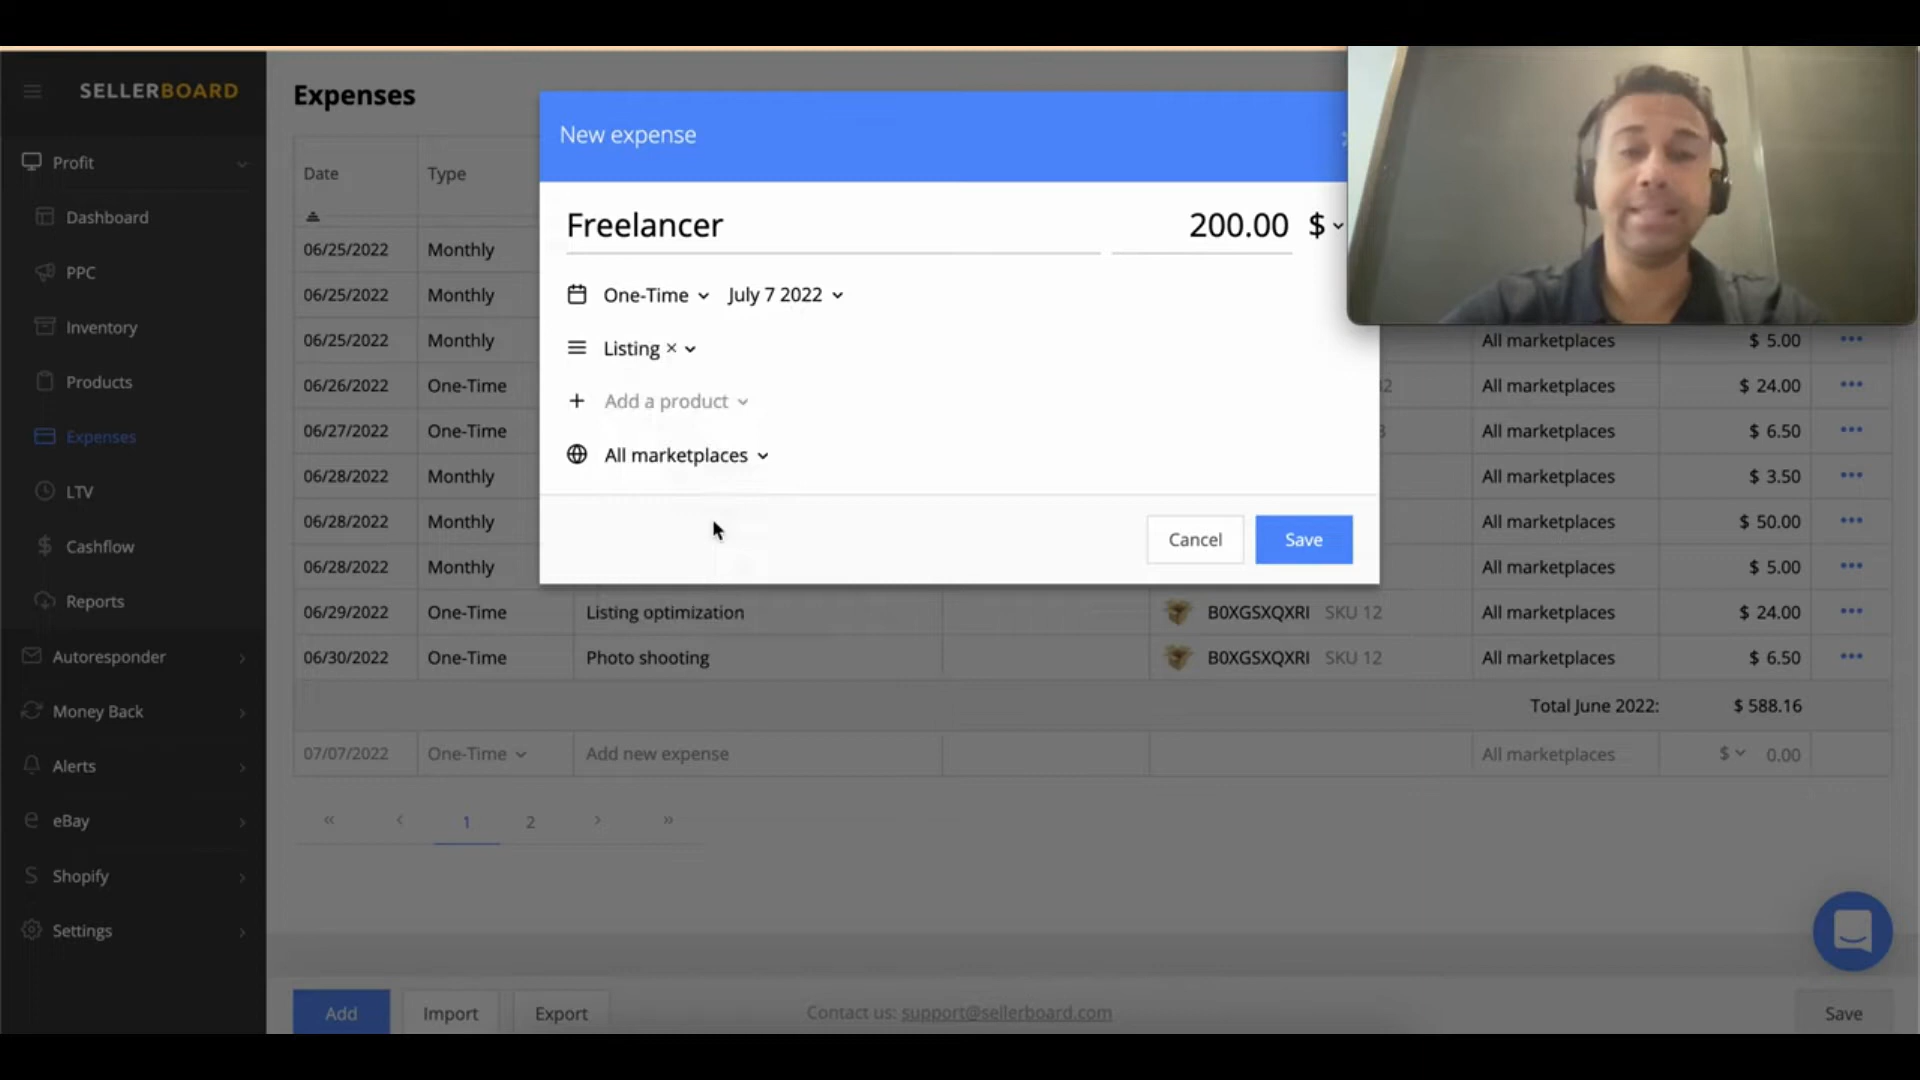 SELLERBOARD
Profit
Dashboard
PPC
Inventory
Products
Expenses
LTV
Cashflow
Reports
Autoresponder
Money Back
Alerts
eBay
Shopify
Settings
Expenses
Date Type
06/25/2022 Monthly
06/25/2022 Monthly
06/25/2022 Monthly All marketplaces $ 5.00
06/26/2022 One-Time All marketplaces $ 24.00
06/27/2022 One-Time All marketplaces $ 6.50
06/28/2022 Monthly All marketplaces $ 3.50
06/28/2022 Monthly All marketplaces $ 50.00
06/28/2022 Monthly All marketplaces $ 5.00
06/29/2022 One-Time Listing optimization B0XGSXQXRI SKU 12 All marketplaces $ 24.00
06/30/2022 One-Time Photo shooting B0XGSXQXRI SKU 12 All marketplaces $ 6.50
Total June 2022: $ 588.16
07/07/2022 One-Time Add new expense All marketplaces $ 0.00
« ‹ 1 2 › »
New expense
Freelancer 200.00 $
One-Time July 7 2022
Listing ×
+ Add a product
All marketplaces
Cancel Save
Add Import Export Contact us: support@sellerboard.com Save